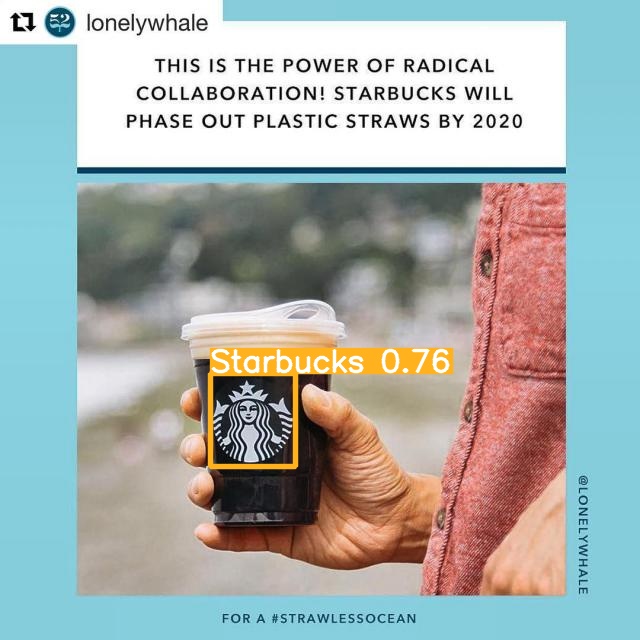 52 lonelywhale
THIS IS THE POWER OF RADICAL
COLLABORATION! STARBUCKS WILL
PHASE OUT PLASTIC STRAWS BY 2020
Starbucks 0.76
@LONELYWHALE
FOR A #STRAWLESSOCEAN